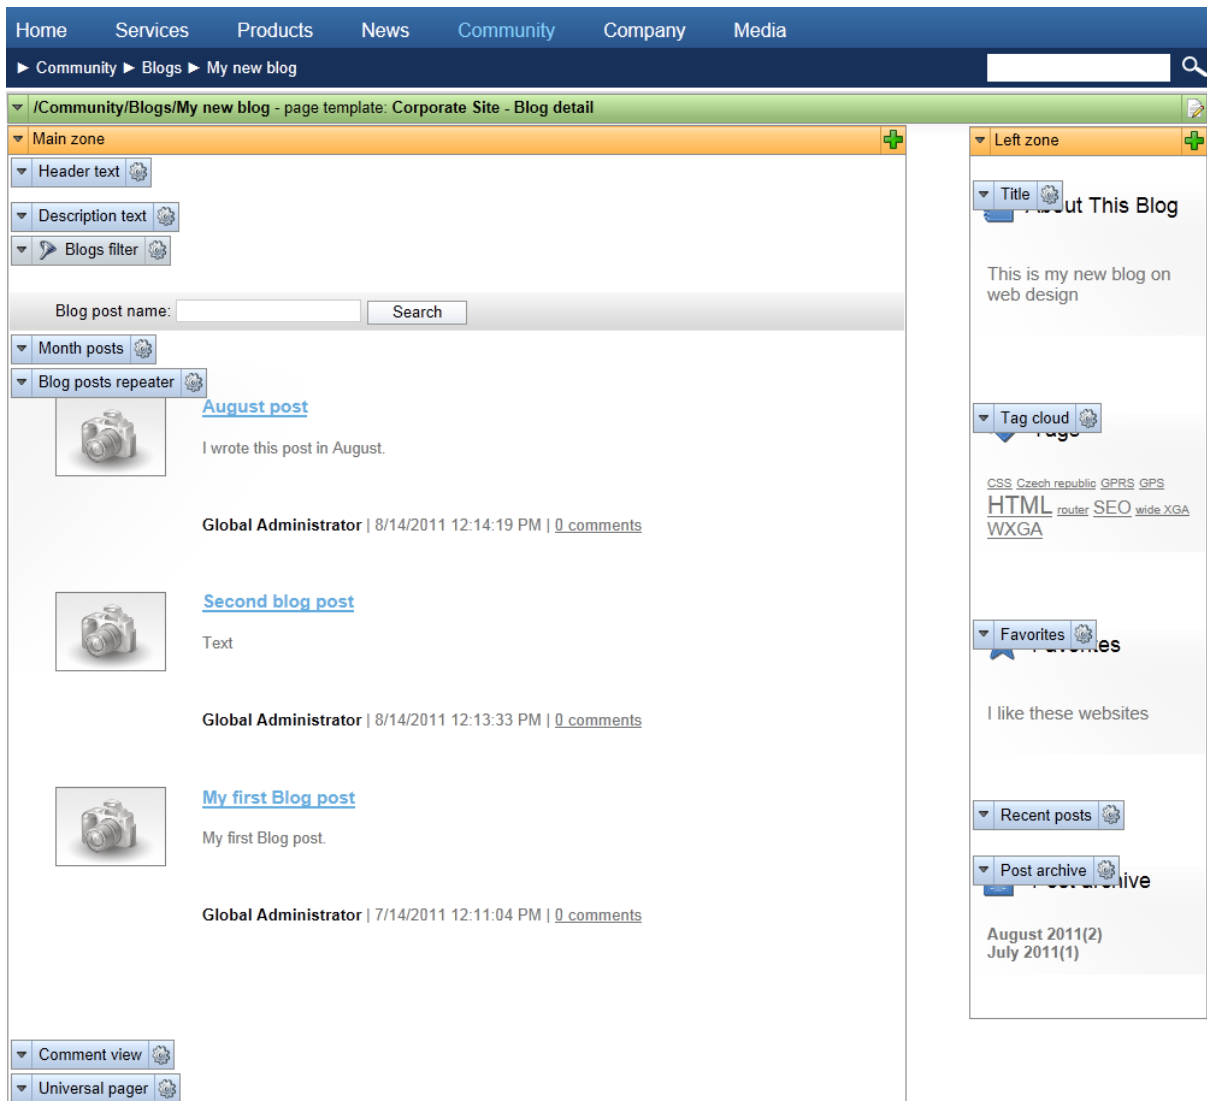 Home Services Products News Community Company Media
► Community ► Blogs ► My new blog
/Community/Blogs/My new blog - page template: Corporate Site - Blog detail
Main zone
Header text
Description text
Blogs filter
Blog post name: Search
Month posts
Blog posts repeater
August post
I wrote this post in August.
Global Administrator | 8/14/2011 12:14:19 PM | 0 comments
Second blog post
Text
Global Administrator | 8/14/2011 12:13:33 PM | 0 comments
My first Blog post
My first Blog post.
Global Administrator | 7/14/2011 12:11:04 PM | 0 comments
Comment view
Universal pager
Left zone
Title
About This Blog
This is my new blog on
web design
Tag cloud
Tags
CSS Czech republic GPRS GPS
HTML router SEO wide XGA
WXGA
Favorites
Favorites
I like these websites
Recent posts
Post archive
Post archive
August 2011(2)
July 2011(1)